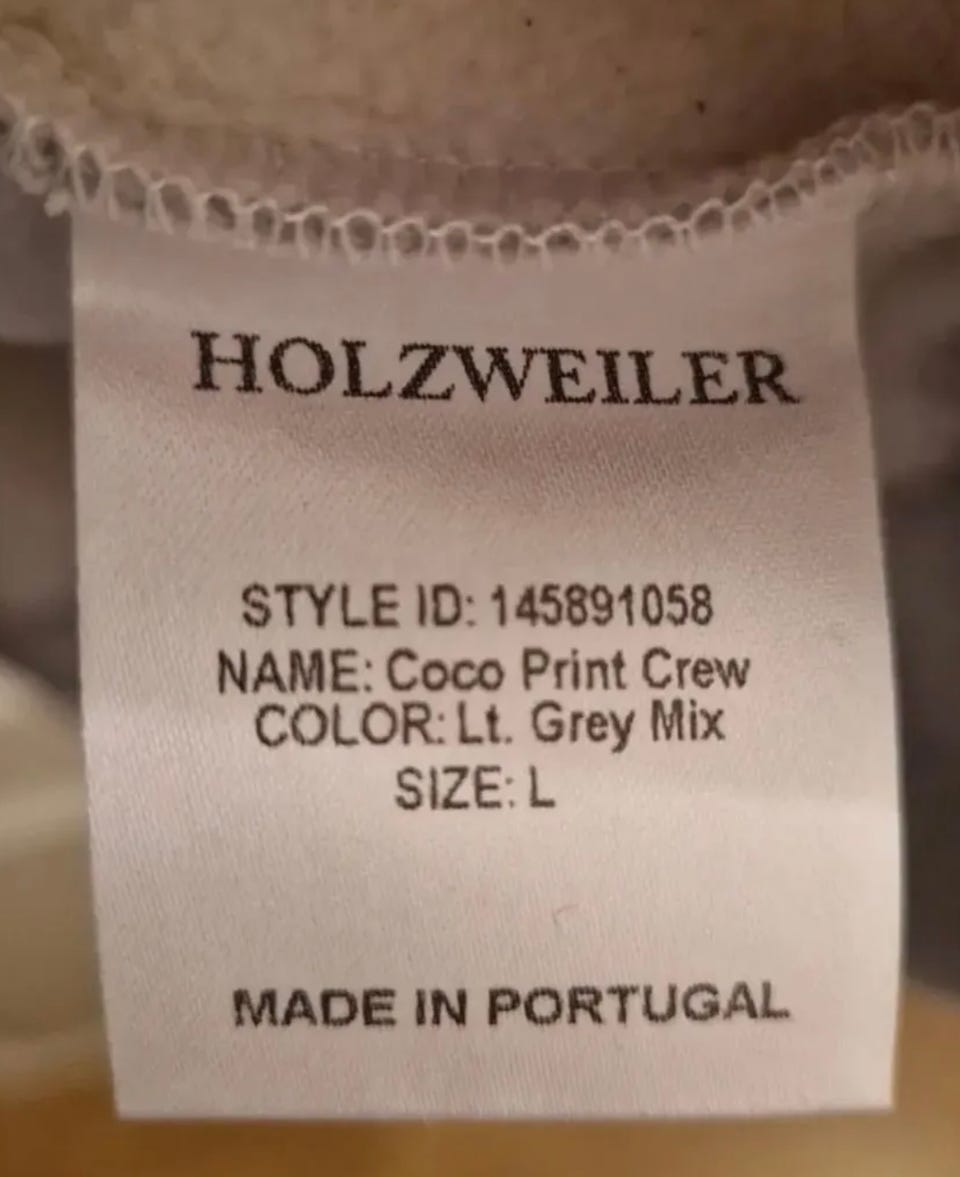 HOLZWEILER
STYLE ID: 145891058
NAME: Coco Print Crew
COLOR: Lt. Grey Mix
SIZE: L
MADE IN PORTUGAL